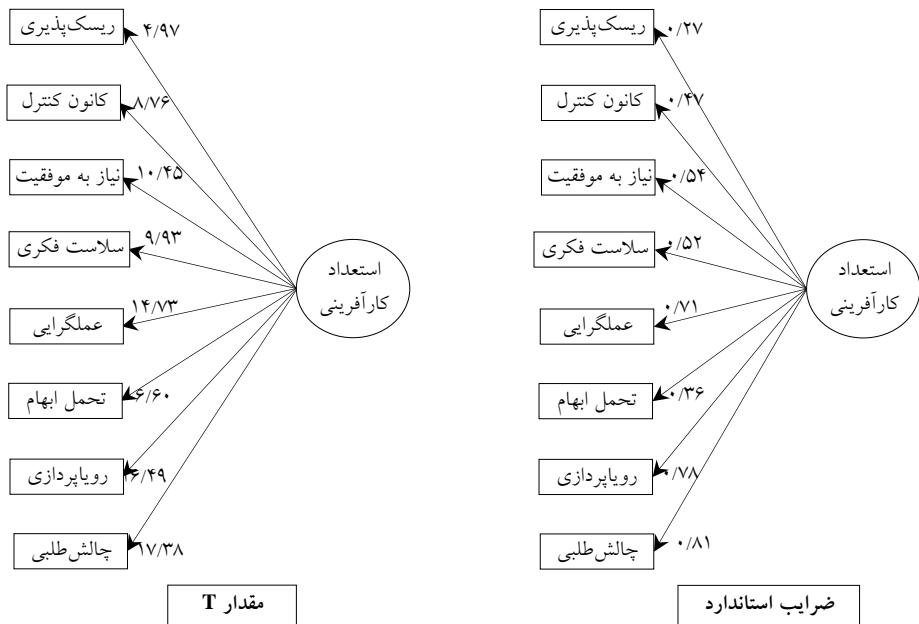 ریسک‌پذیری
۰/۲۷
کانون کنترل
۰/۴۷
نیاز به موفقیت
۰/۵۴
سلاست فکری
۰/۵۲
عملگرایی
۰/۷۱
تحمل ابهام
۰/۳۶
رویاپردازی
۰/۷۸
چالش‌طلبی
۰/۸۱
استعداد
کارآفرینی
ضرایب استاندارد
ریسک‌پذیری
۴/۹۷
کانون کنترل
۸/۷۶
نیاز به موفقیت
۱۰/۴۵
سلاست فکری
۹/۹۳
عملگرایی
۱۴/۷۳
تحمل ابهام
۶/۶۰
رویاپردازی
۱۶/۴۹
چالش‌طلبی
۱۷/۳۸
استعداد
کارآفرینی
مقدار T